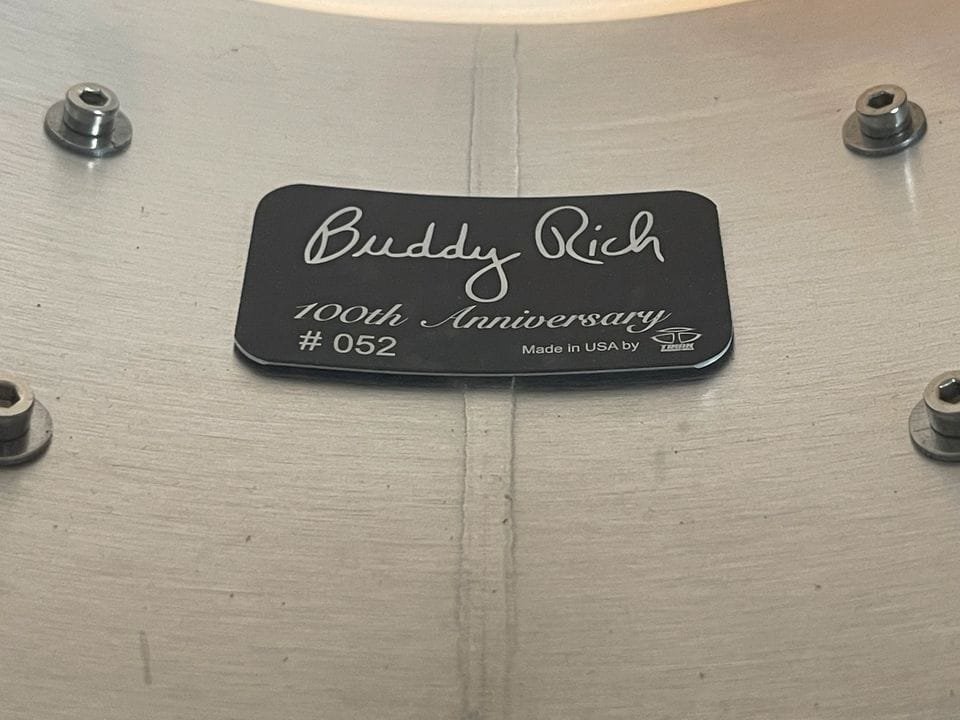 Buddy Rich
100th Anniversary
# 052
Made in USA by